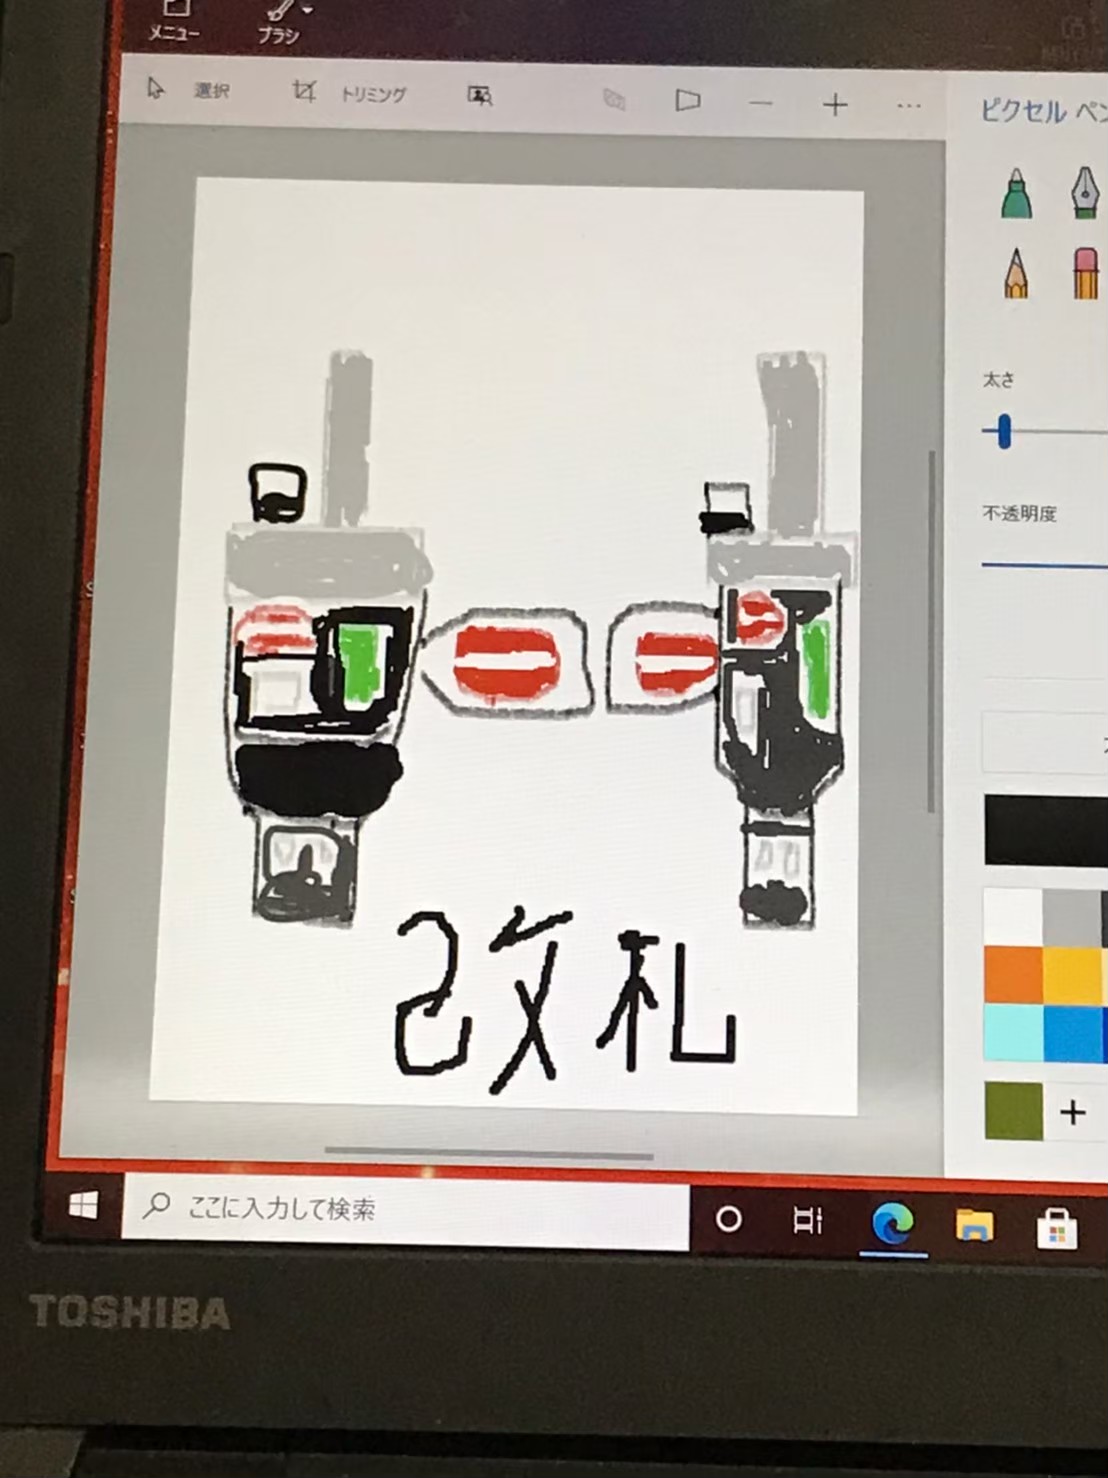 メニュー ブラシ
選択 トリミング
ピクセル ペン
太さ
不透明度
改札
ここに入力して検索
TOSHIBA